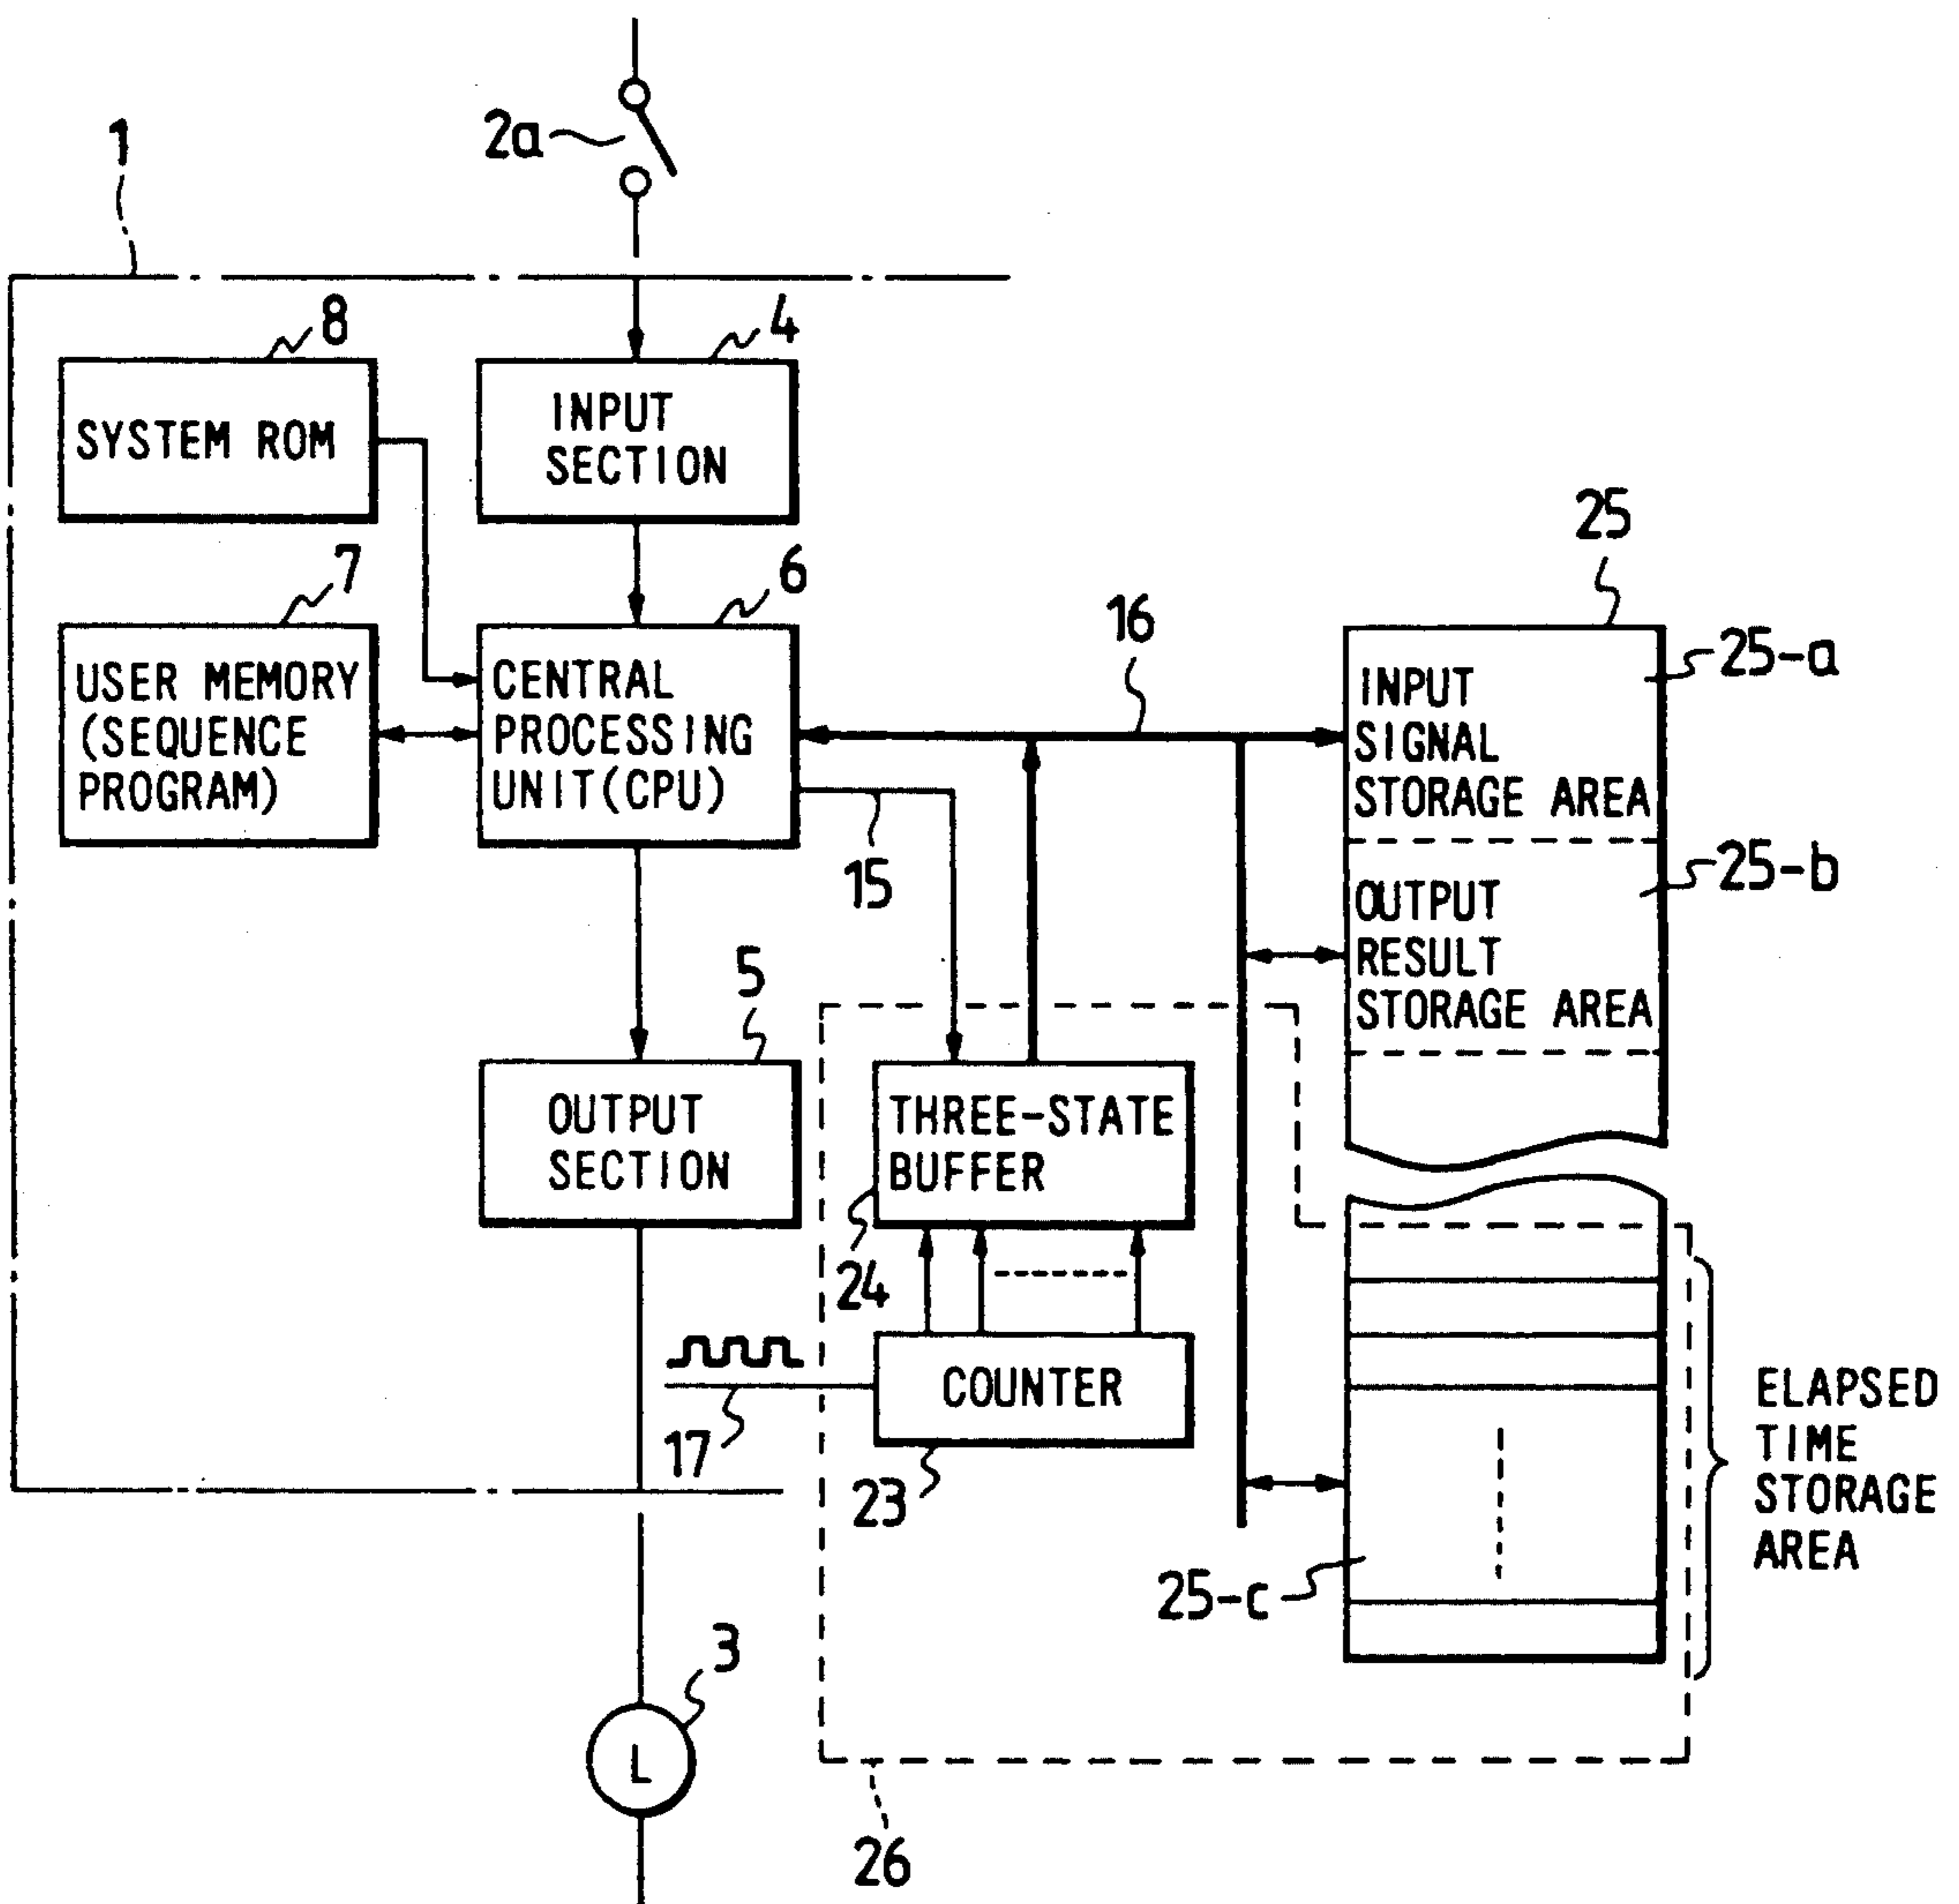 2a
1
8
4
SYSTEM ROM
INPUT
SECTION
25
7
6
16
25-a
USER MEMORY
(SEQUENCE
PROGRAM)
CENTRAL
PROCESSING
UNIT(CPU)
INPUT
SIGNAL
STORAGE AREA
15
25-b
OUTPUT
RESULT
STORAGE AREA
5
OUTPUT
SECTION
THREE-STATE
BUFFER
24
COUNTER
17
23
ELAPSED
TIME
STORAGE
AREA
25-c
3
L
26